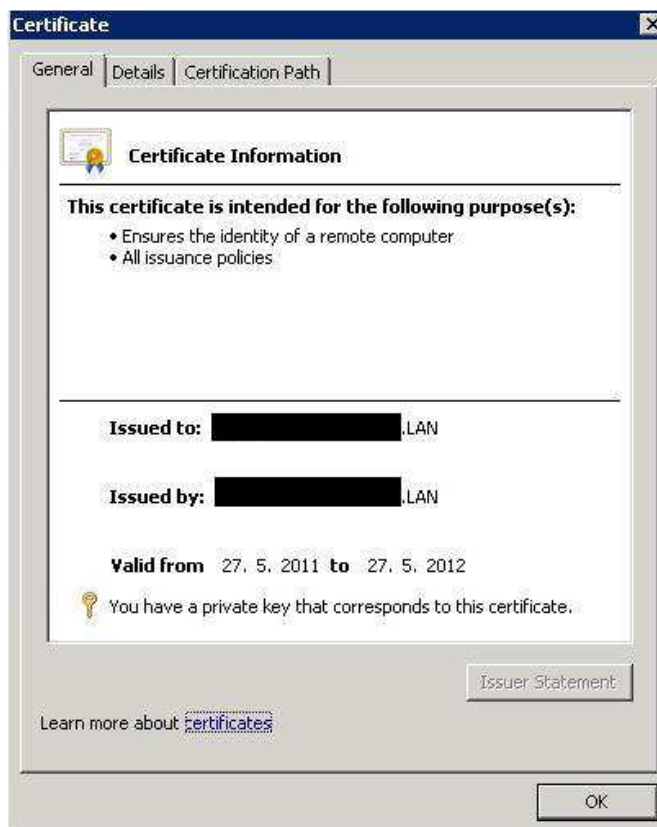 Certificate
General Details Certification Path
Certificate Information
This certificate is intended for the following purpose(s):
• Ensures the identity of a remote computer
• All issuance policies
Issued to: .LAN
Issued by: .LAN
Valid from 27. 5. 2011 to 27. 5. 2012
You have a private key that corresponds to this certificate.
Issuer Statement
Learn more about certificates
OK